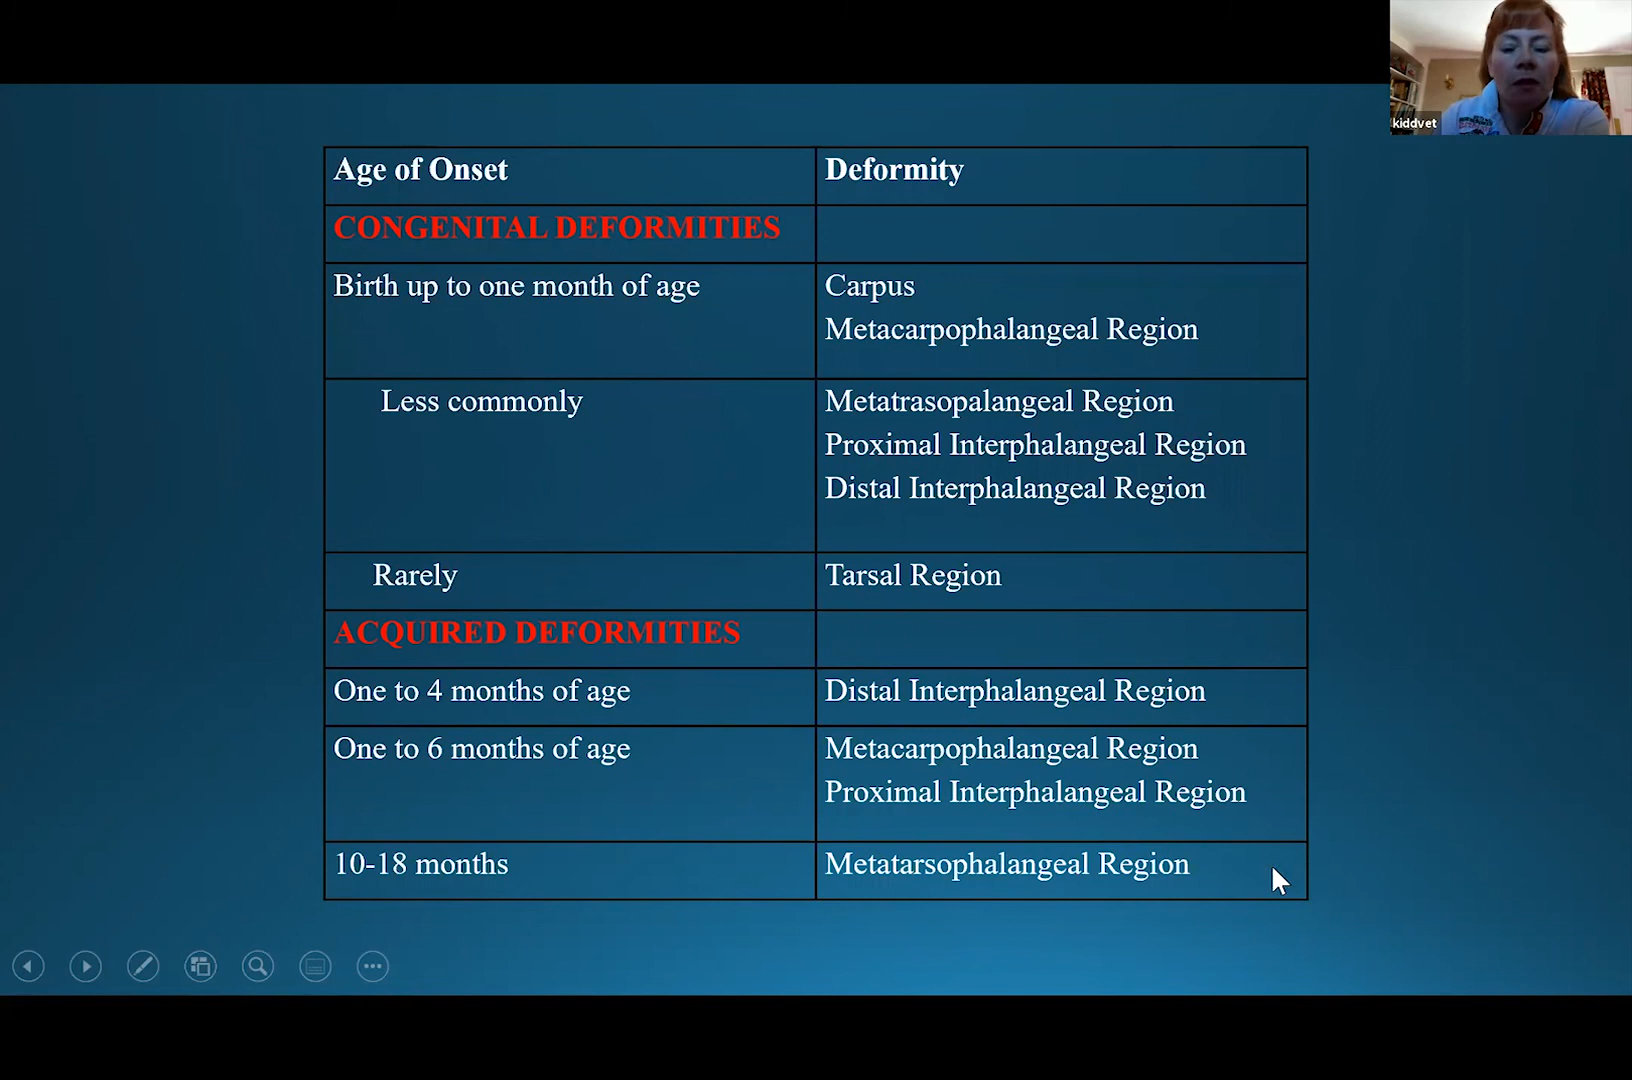 kiddvet
Age of Onset
Deformity
CONGENITAL DEFORMITIES
Birth up to one month of age
Carpus
Metacarpophalangeal Region
Less commonly
Metatrasopalangeal Region
Proximal Interphalangeal Region
Distal Interphalangeal Region
Rarely
Tarsal Region
ACQUIRED DEFORMITIES
One to 4 months of age
Distal Interphalangeal Region
One to 6 months of age
Metacarpophalangeal Region
Proximal Interphalangeal Region
10-18 months
Metatarsophalangeal Region